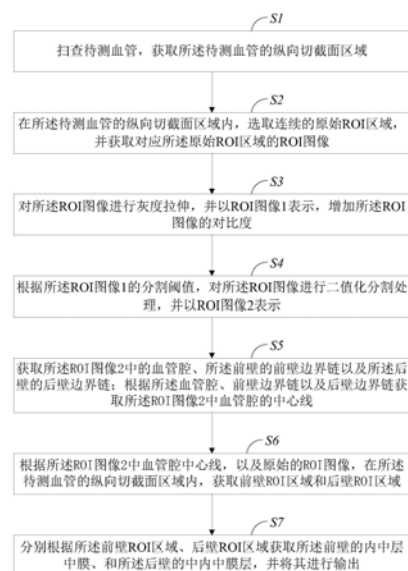 S1
扫查待测血管，获取所述待测血管的纵向切截面区域
S2
在所述待测血管的纵向切截面区域内，选取连续的原始ROI区域，
并获取对应所述原始ROI区域的ROI图像
S3
对所述ROI图像进行灰度拉伸，并以ROI图像1表示，增加所述ROI
图像的对比度
S4
根据所述ROI图像1的分割阈值，对所述ROI图像进行二值化分割处
理，并以ROI图像2表示
S5
获取所述ROI图像2中的血管腔、所述前壁的前壁边界链以及所述后
壁的后壁边界链；根据所述血管腔、前壁边界链以及后壁边界链获
取所述ROI图像2中血管腔的中心线
S6
根据所述ROI图像2中血管腔中心线，以及原始的ROI图像，在所述
待测血管的纵向切截面区域内，获取前壁ROI区域和后壁ROI区域
S7
分别根据所述前壁ROI区域、后壁ROI区域获取所述前壁的内中层
中膜、和所述后壁的中内中膜层，并将其进行输出